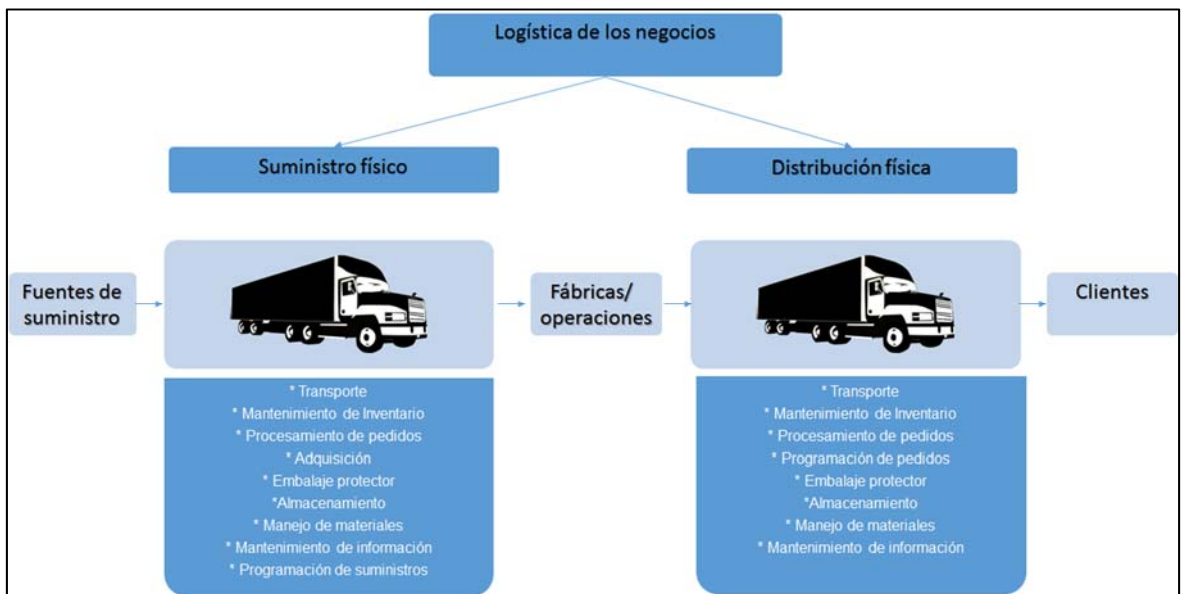 Logística de los negocios
Suministro físico
Distribución física
Fuentes de
suministro
Fábricas/
operaciones
Clientes
* Transporte
* Mantenimiento de Inventario
* Procesamiento de pedidos
* Adquisición
* Embalaje protector
*Almacenamiento
* Manejo de materiales
* Mantenimiento de información
* Programación de suministros
* Transporte
* Mantenimiento de Inventario
* Procesamiento de pedidos
* Programación de pedidos
* Embalaje protector
*Almacenamiento
* Manejo de materiales
* Mantenimiento de información